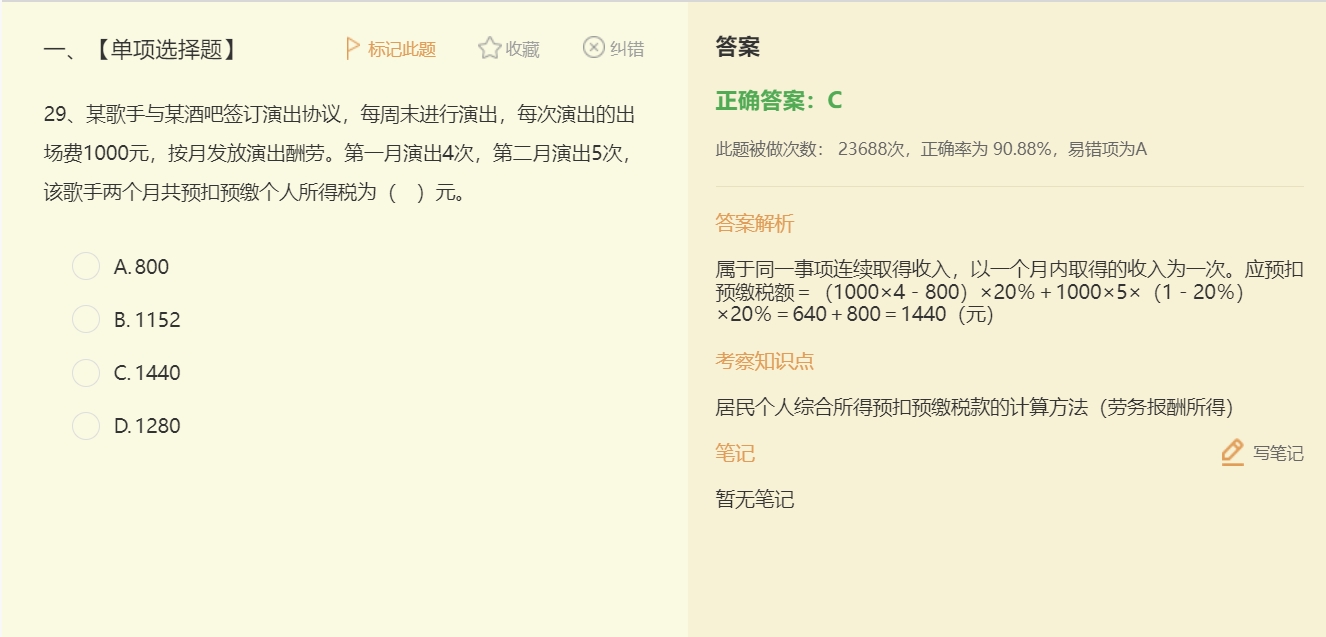 一、【单项选择题】
标记此题
收藏
纠错
29、某歌手与某酒吧签订演出协议，每周末进行演出，每次演出的出
场费1000元，按月发放演出酬劳。第一月演出4次，第二月演出5次，
该歌手两个月共预扣预缴个人所得税为（　）元。
A. 800
B. 1152
C. 1440
D. 1280
答案
正确答案：C
此题被做次数： 23688次，正确率为 90.88%，易错项为A
答案解析
属于同一事项连续取得收入，以一个月内取得的收入为一次。应预扣
预缴税额＝（1000×4－800）×20%＋1000×5×（1－20%）
×20%＝640＋800＝1440（元）
考察知识点
居民个人综合所得预扣预缴税款的计算方法（劳务报酬所得）
笔记
写笔记
暂无笔记